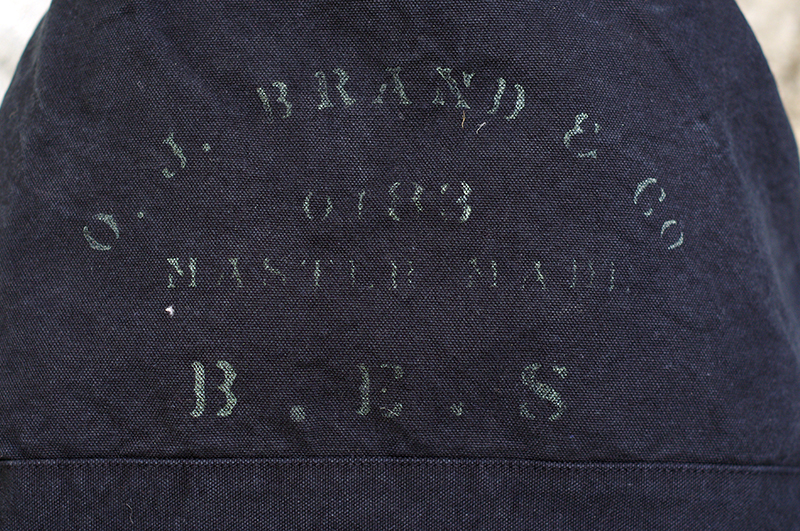 O. J. BRAND & CO
0183
MASTER MADE
B. E. S